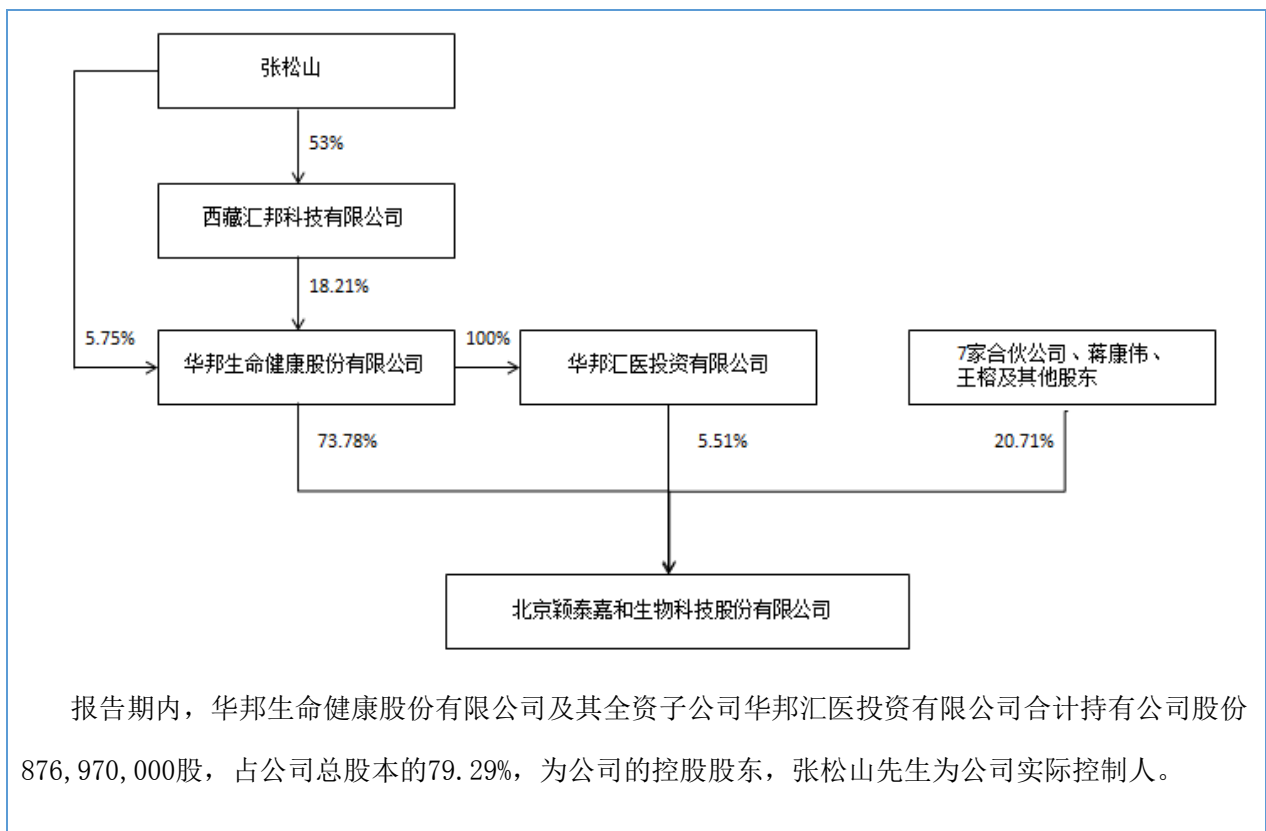 张松山
53%
西藏汇邦科技有限公司
18.21%
5.75%
华邦生命健康股份有限公司
100%
华邦汇医投资有限公司
7家合伙公司、蒋康伟、
王榕及其他股东
73.78%
5.51%
20.71%
北京颖泰嘉和生物科技股份有限公司
报告期内，华邦生命健康股份有限公司及其全资子公司华邦汇医投资有限公司合计持有公司股份
876,970,000股，占公司总股本的79.29%，为公司的控股股东，张松山先生为公司实际控制人。